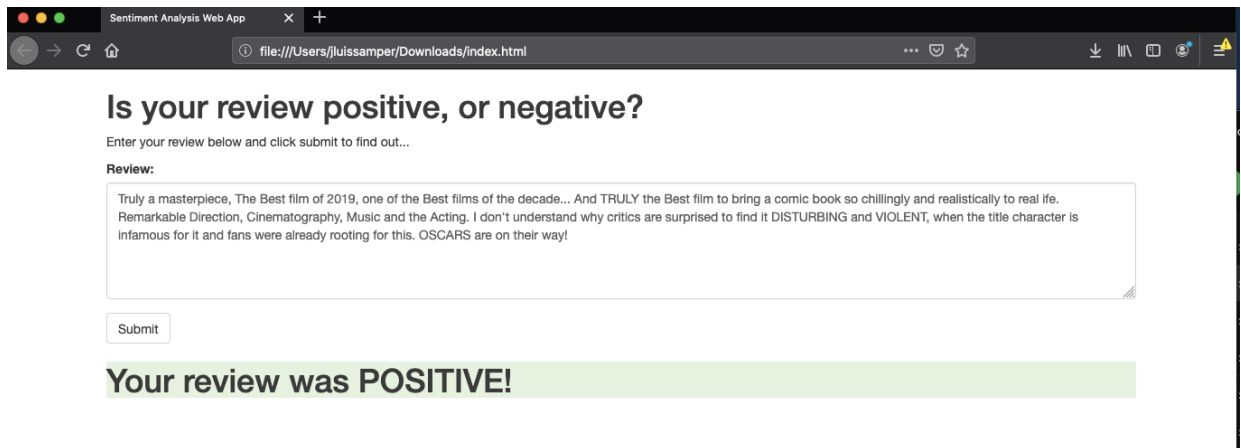 Sentiment Analysis Web App
file:///Users/jluissamper/Downloads/index.html
Is your review positive, or negative?
Enter your review below and click submit to find out...
Review:
Truly a masterpiece, The Best film of 2019, one of the Best films of the decade... And TRULY the Best film to bring a comic book so chillingly and realistically to real life.
Remarkable Direction, Cinematography, Music and the Acting. I don't understand why critics are surprised to find it DISTURBING and VIOLENT, when the title character is
infamous for it and fans were already rooting for this. OSCARS are on their way!
Submit
Your review was POSITIVE!